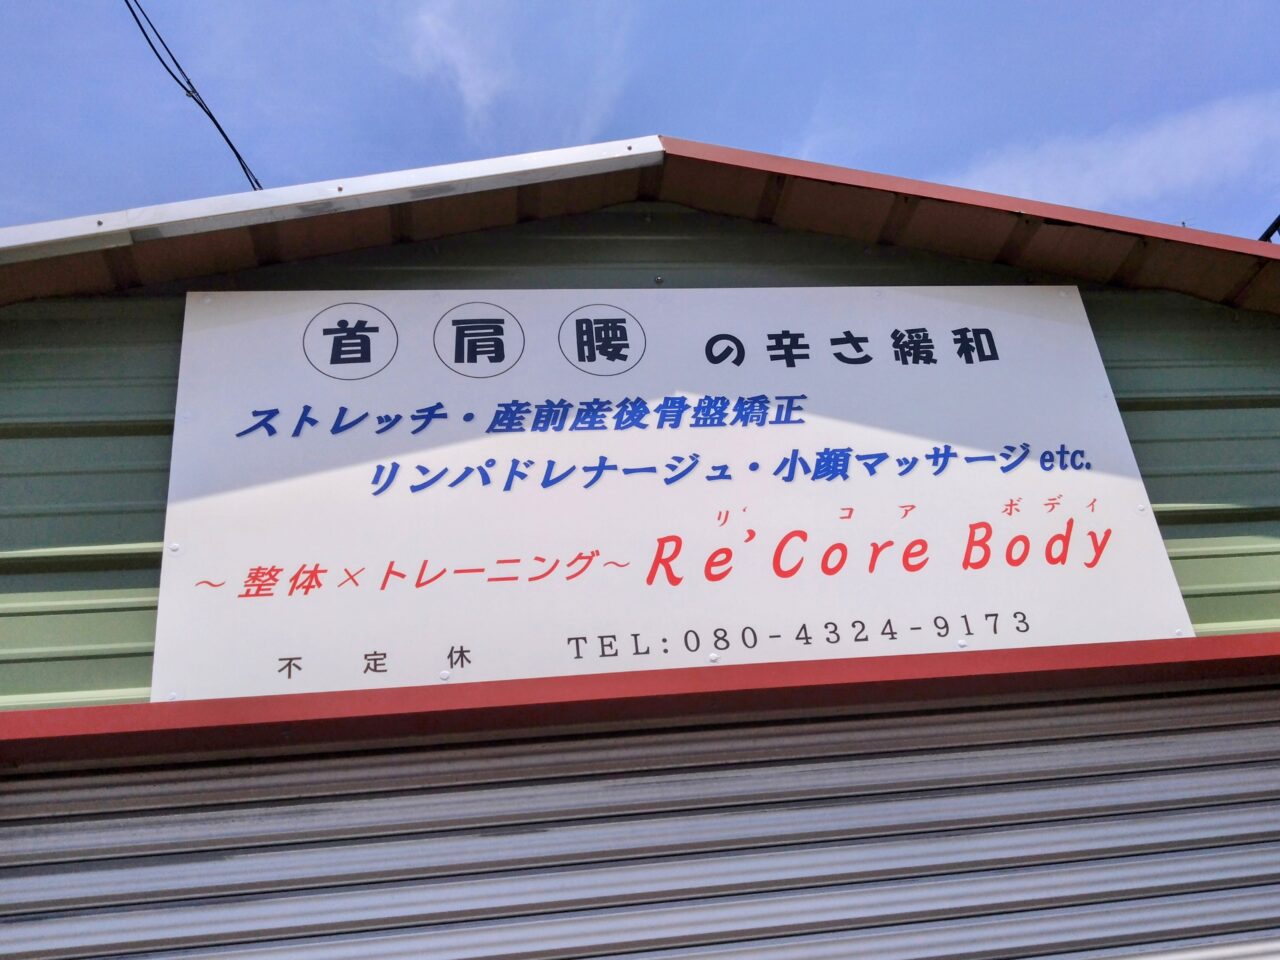 首 肩 腰 の辛さ緩和
ストレッチ・産前産後骨盤矯正
リンパドレナージュ・小顔マッサージ etc.
リ‘ コア ボディ
～整体×トレーニング～ Re’Core Body
不定休 TEL:080-4324-9173